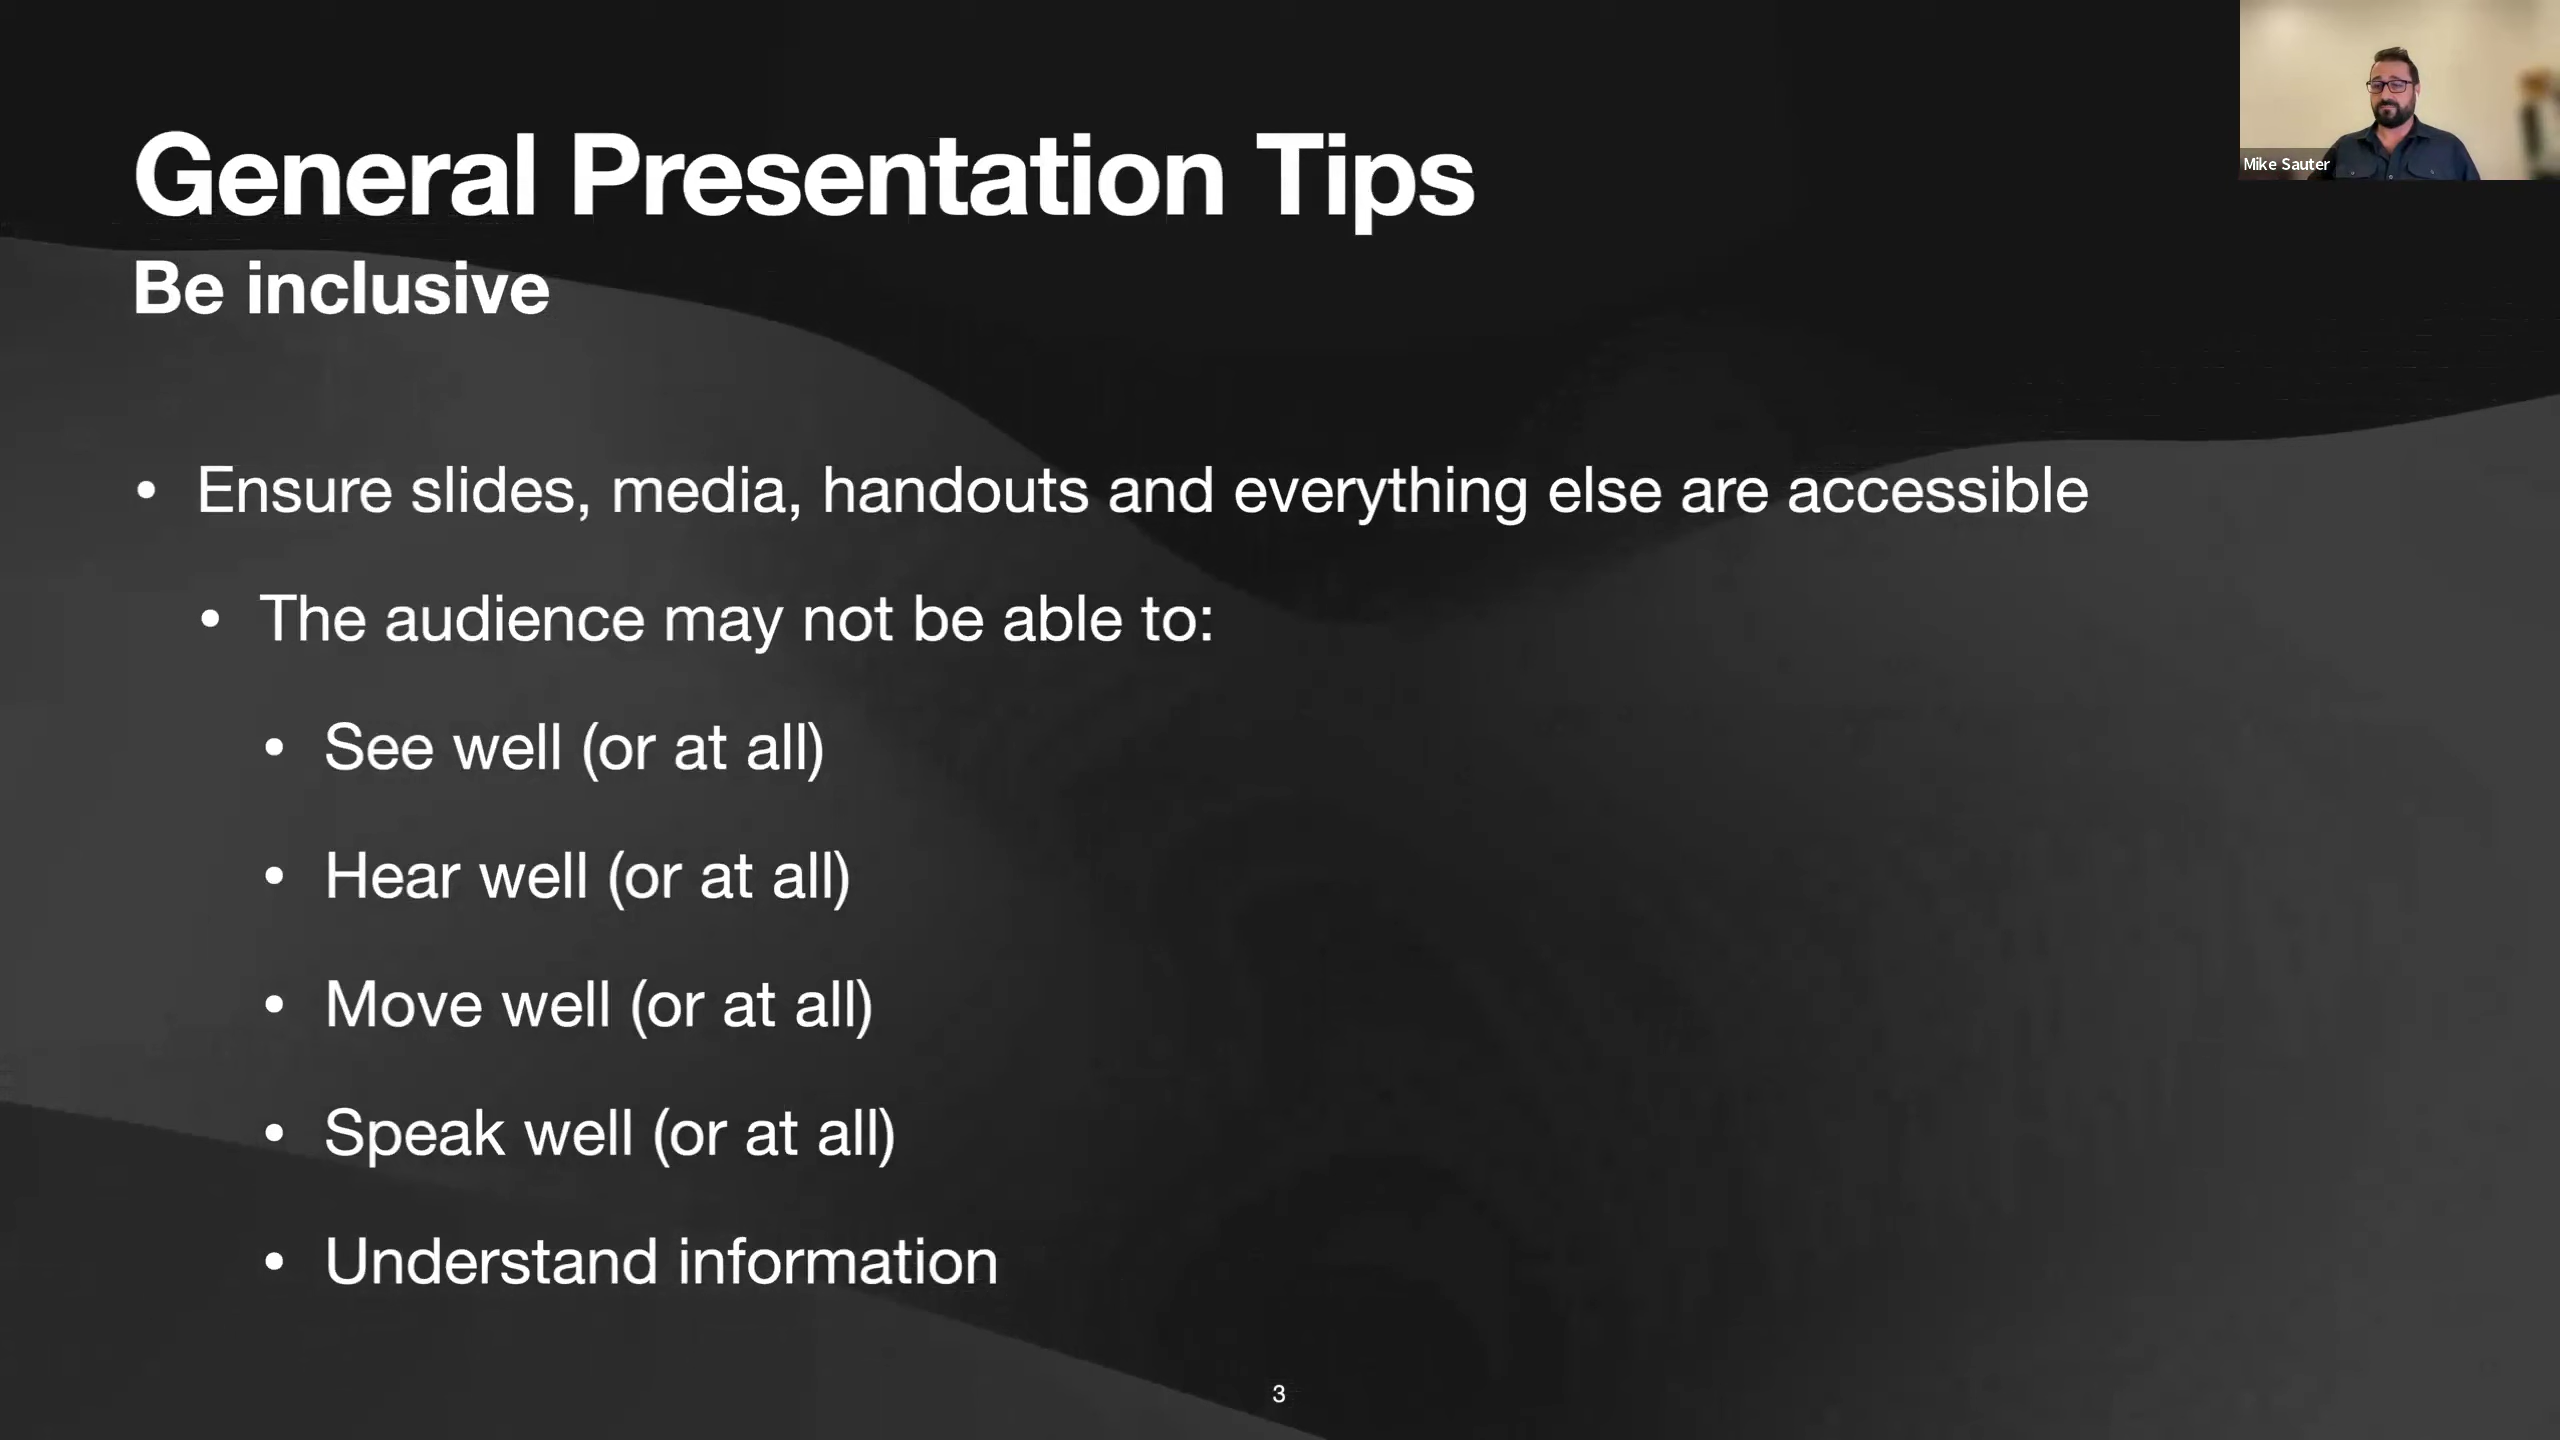 General Presentation Tips
Be inclusive
Mike Sauter
• Ensure slides, media, handouts and everything else are accessible
• The audience may not be able to:
• See well (or at all)
• Hear well (or at all)
• Move well (or at all)
• Speak well (or at all)
• Understand information
3